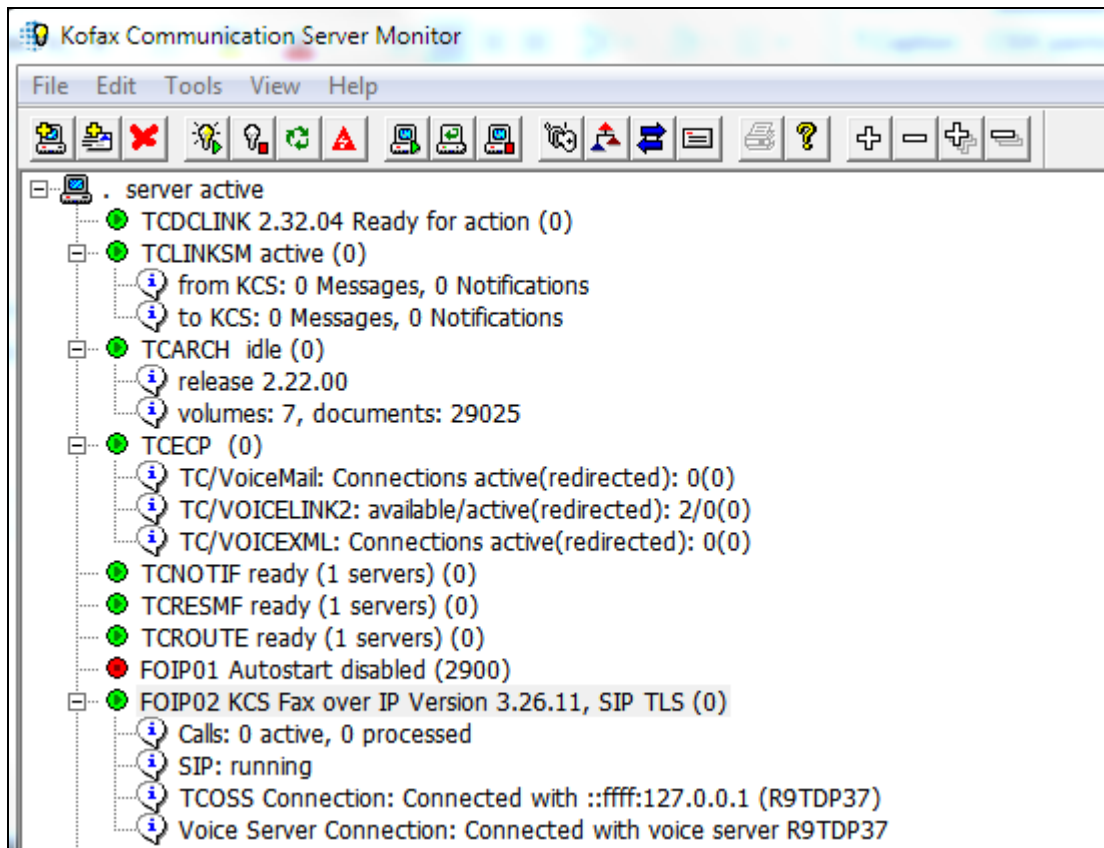 Kofax Communication Server Monitor
File Edit Tools View Help
. server active
TCDCLINK 2.32.04 Ready for action (0)
TCLINKSM active (0)
from KCS: 0 Messages, 0 Notifications
to KCS: 0 Messages, 0 Notifications
TCARCH idle (0)
release 2.22.00
volumes: 7, documents: 29025
TCECP (0)
TC/VoiceMail: Connections active(redirected): 0(0)
TC/VOICELINK2: available/active(redirected): 2/0(0)
TC/VOICEXML: Connections active(redirected): 0(0)
TCNOTIF ready (1 servers) (0)
TCRESMF ready (1 servers) (0)
TCROUTE ready (1 servers) (0)
FOIP01 Autostart disabled (2900)
FOIP02 KCS Fax over IP Version 3.26.11, SIP TLS (0)
Calls: 0 active, 0 processed
SIP: running
TCOSS Connection: Connected with ::ffff:127.0.0.1 (R9TDP37)
Voice Server Connection: Connected with voice server R9TDP37